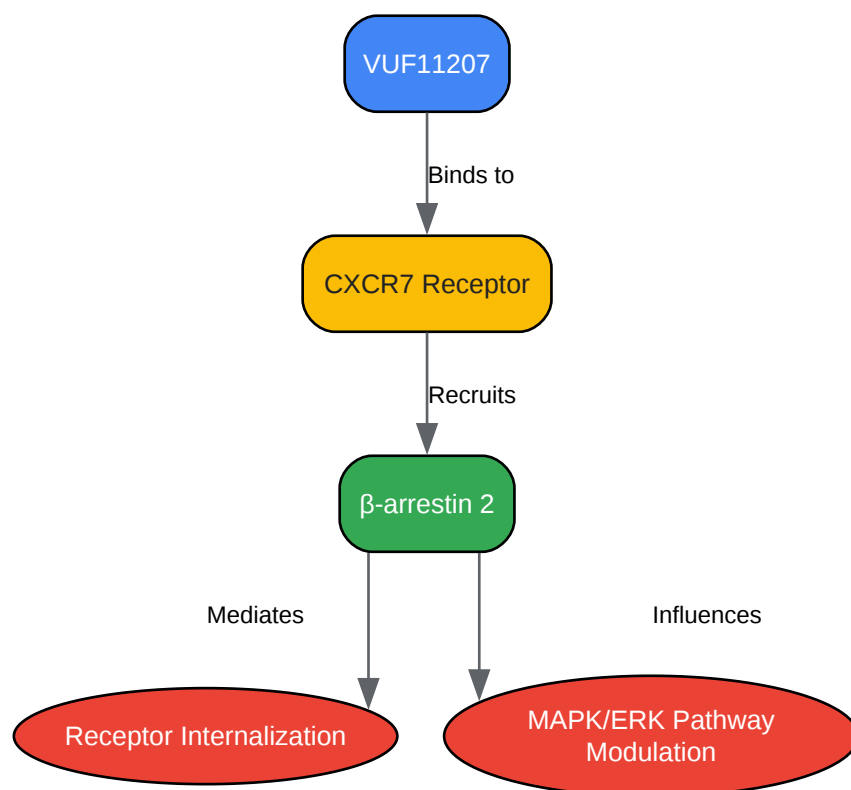 VUF11207
Binds to
CXCR7 Receptor
Recruits
β-arrestin 2
Mediates
Influences
Receptor Internalization
MAPK/ERK Pathway
Modulation